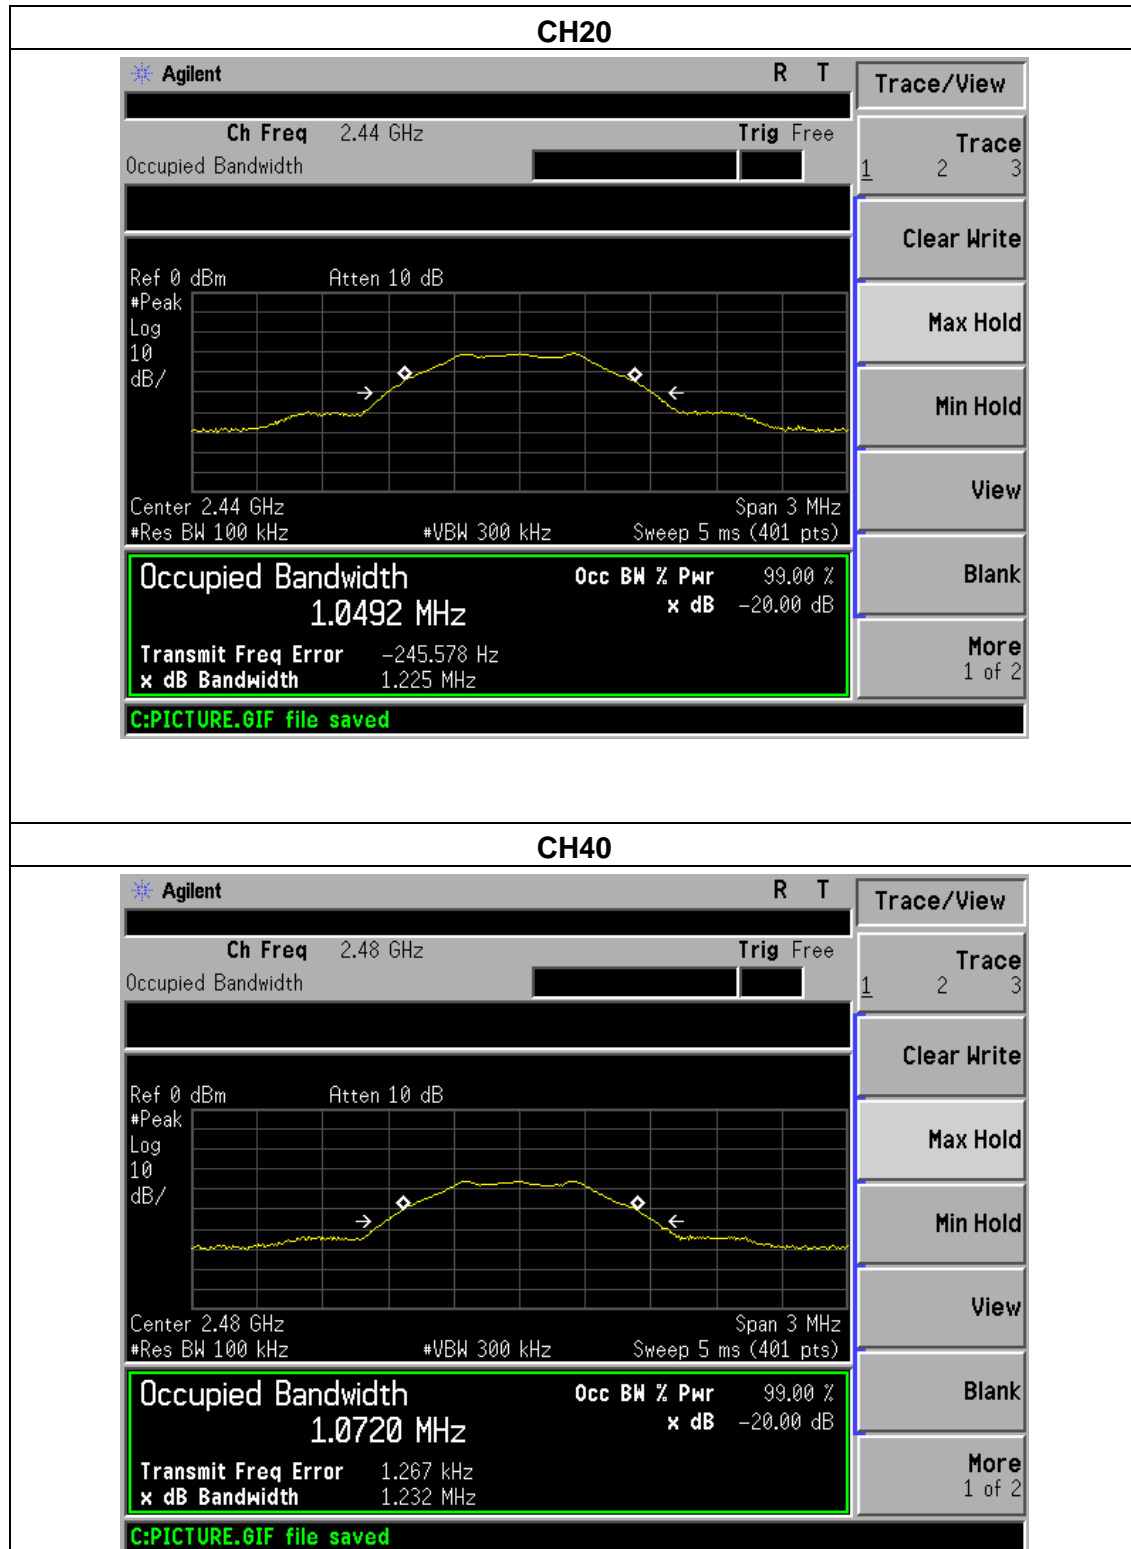 CH20
Agilent R T Trace/View
Ch Freq 2.44 GHz Trig Free
Occupied Bandwidth
Trace
1 2 3
Clear Write
Ref 0 dBm Atten 10 dB
#Peak
Log
10
dB/
Max Hold
Min Hold
View
Center 2.44 GHz Span 3 MHz
#Res BW 100 kHz #VBW 300 kHz Sweep 5 ms (401 pts)
Occupied Bandwidth Occ BW % Pwr 99.00 %
1.0492 MHz x dB -20.00 dB
Blank
Transmit Freq Error -245.578 Hz
x dB Bandwidth 1.225 MHz
More
1 of 2
C:PICTURE.GIF file saved
CH40
Agilent R T Trace/View
Ch Freq 2.48 GHz Trig Free
Occupied Bandwidth
Trace
1 2 3
Clear Write
Ref 0 dBm Atten 10 dB
#Peak
Log
10
dB/
Max Hold
Min Hold
View
Center 2.48 GHz Span 3 MHz
#Res BW 100 kHz #VBW 300 kHz Sweep 5 ms (401 pts)
Occupied Bandwidth Occ BW % Pwr 99.00 %
1.0720 MHz x dB -20.00 dB
Blank
Transmit Freq Error 1.267 kHz
x dB Bandwidth 1.232 MHz
More
1 of 2
C:PICTURE.GIF file saved